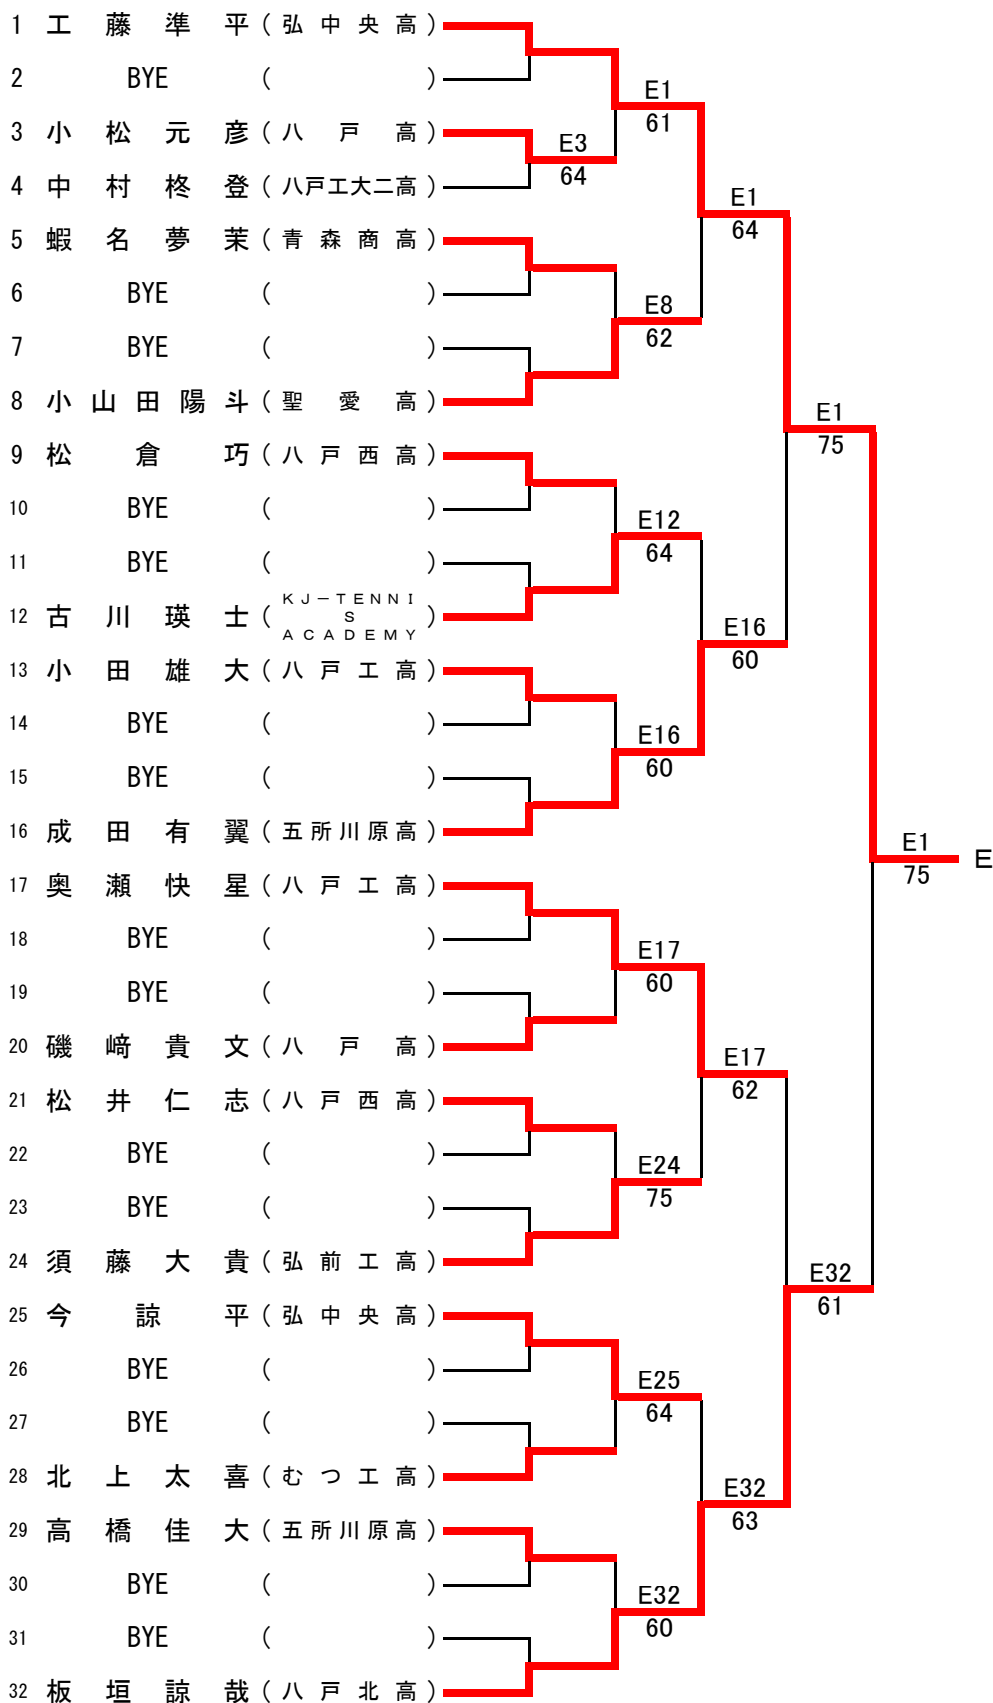 1 工藤準平 (弘中央高)
2 BYE ( )
E1
61
3 小松元彦 (八戸高)
E3
64
4 中村柊登 (八戸工大二高)
E1
64
5 蝦名夢茉 (青森商高)
6 BYE ( )
E8
62
7 BYE ( )
8 小山田陽斗 (聖愛高)
E1
75
9 松倉巧 (八戸西高)
10 BYE ( )
E12
64
11 BYE ( )
12 古川瑛士 (KJ-TENNI
S
ACADEMY)
E16
60
13 小田雄大 (八戸工高)
14 BYE ( )
E16
60
15 BYE ( )
16 成田有翼 (五所川原高)
E1
75
E
17 奥瀬快星 (八戸工高)
18 BYE ( )
E17
60
19 BYE ( )
20 磯﨑貴文 (八戸高)
E17
62
21 松井仁志 (八戸西高)
22 BYE ( )
E24
75
23 BYE ( )
24 須藤大貴 (弘前工高)
E32
61
25 今諒平 (弘中央高)
26 BYE ( )
E25
64
27 BYE ( )
28 北上太喜 (むつ工高)
E32
63
29 高橋佳大 (五所川原高)
30 BYE ( )
E32
60
31 BYE ( )
32 板垣諒哉 (八戸北高)